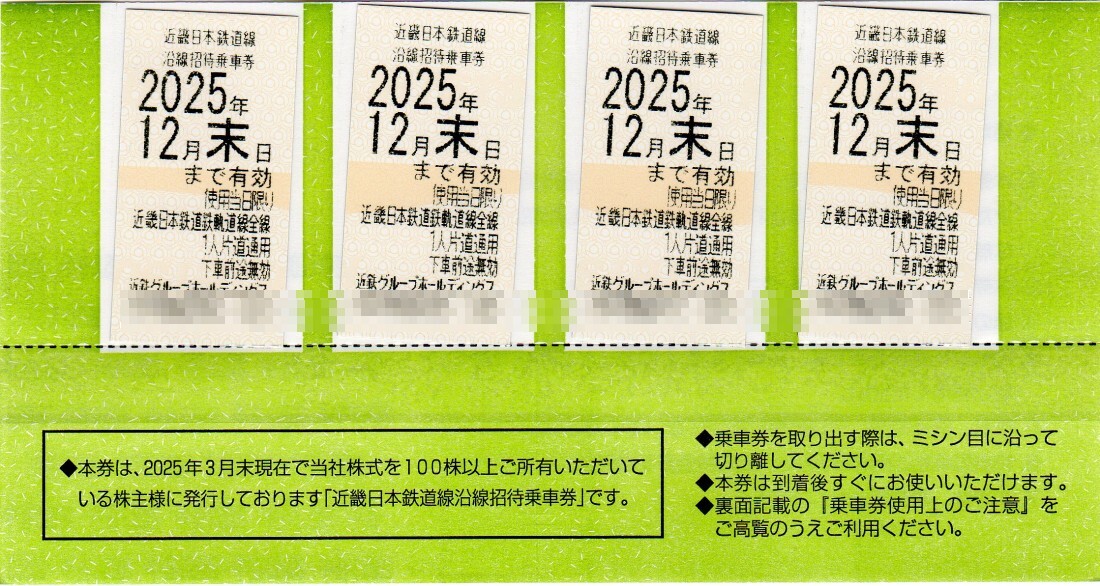 近畿日本鉄道線
沿線招待乗車券
2025年
12月末日
まで有効
使用当日限り
近畿日本鉄道鉄軌道線全線
1人片道通用
下車前途無効
近鉄グループホールディングス
近畿日本鉄道線
沿線招待乗車券
2025年
12月末日
まで有効
使用当日限り
近畿日本鉄道鉄軌道線全線
1人片道通用
下車前途無効
近鉄グループホールディングス
近畿日本鉄道線
沿線招待乗車券
2025年
12月末日
まで有効
使用当日限り
近畿日本鉄道鉄軌道線全線
1人片道通用
下車前途無効
近鉄グループホールディングス
近畿日本鉄道線
沿線招待乗車券
2025年
12月末日
まで有効
使用当日限り
近畿日本鉄道鉄軌道線全線
1人片道通用
下車前途無効
近鉄グループホールディングス
◆本券は、2025年3月末現在で当社株式を100株以上ご所有いただいて
いる株主様に発行しております「近畿日本鉄道線沿線招待乗車券」です。
◆乗車券を取り出す際は、ミシン目に沿って
切り離してください。
◆本券は到着後すぐにお使いいただけます。
◆裏面記載の『乗車券使用上のご注意』を
ご高覧のうえご利用ください。